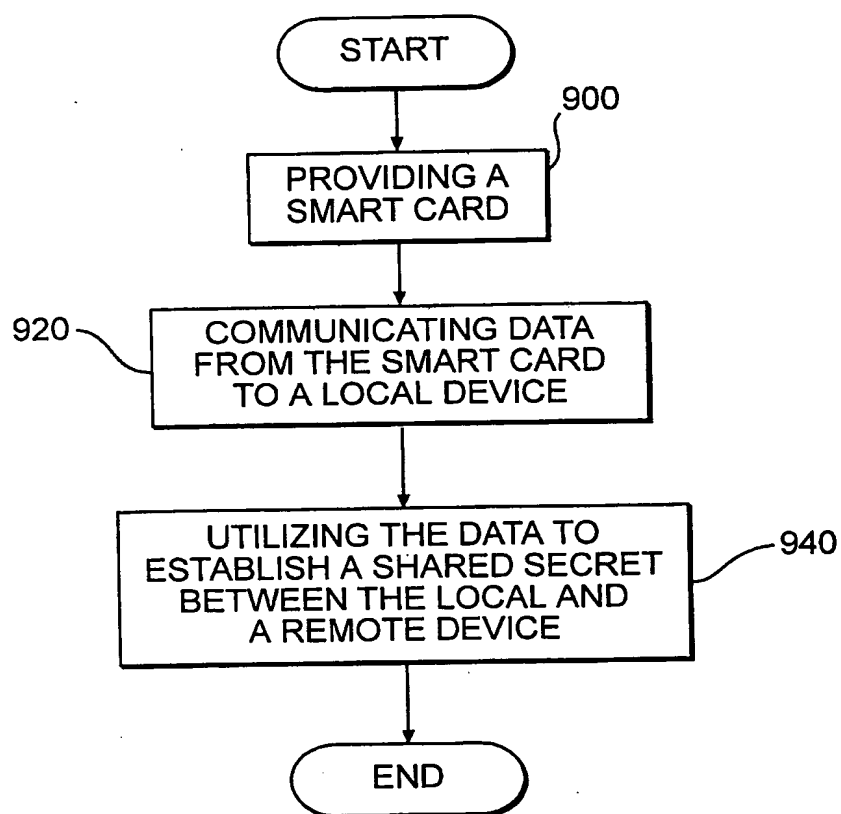 START
900
PROVIDING A
SMART CARD
920
COMMUNICATING DATA
FROM THE SMART CARD
TO A LOCAL DEVICE
UTILIZING THE DATA TO
ESTABLISH A SHARED SECRET
BETWEEN THE LOCAL AND
A REMOTE DEVICE
940
END